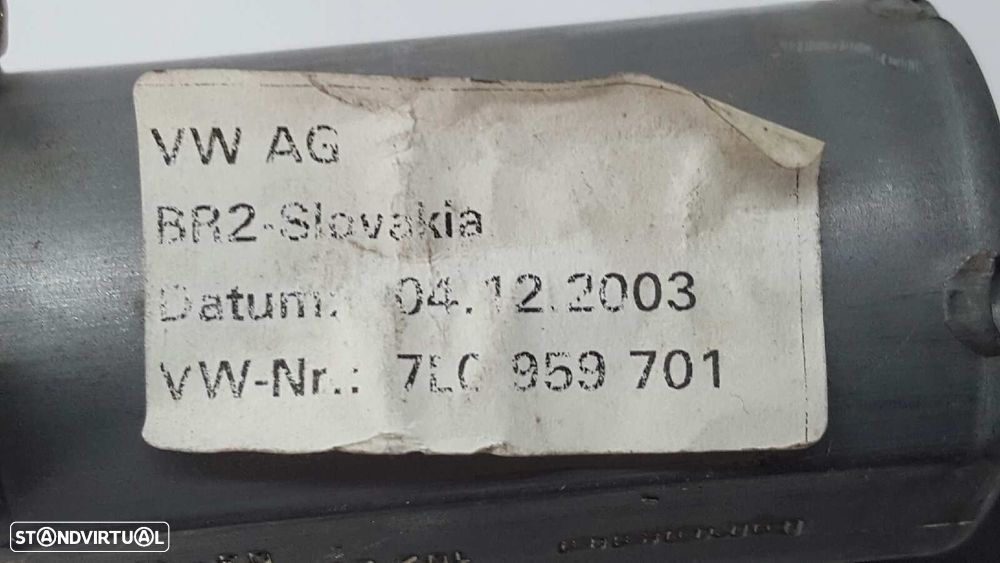 VW AG
BR2-Slovakia
Datum: 04.12.2003
VW-Nr.: 7L0 959 701
STANDVIRTUAL